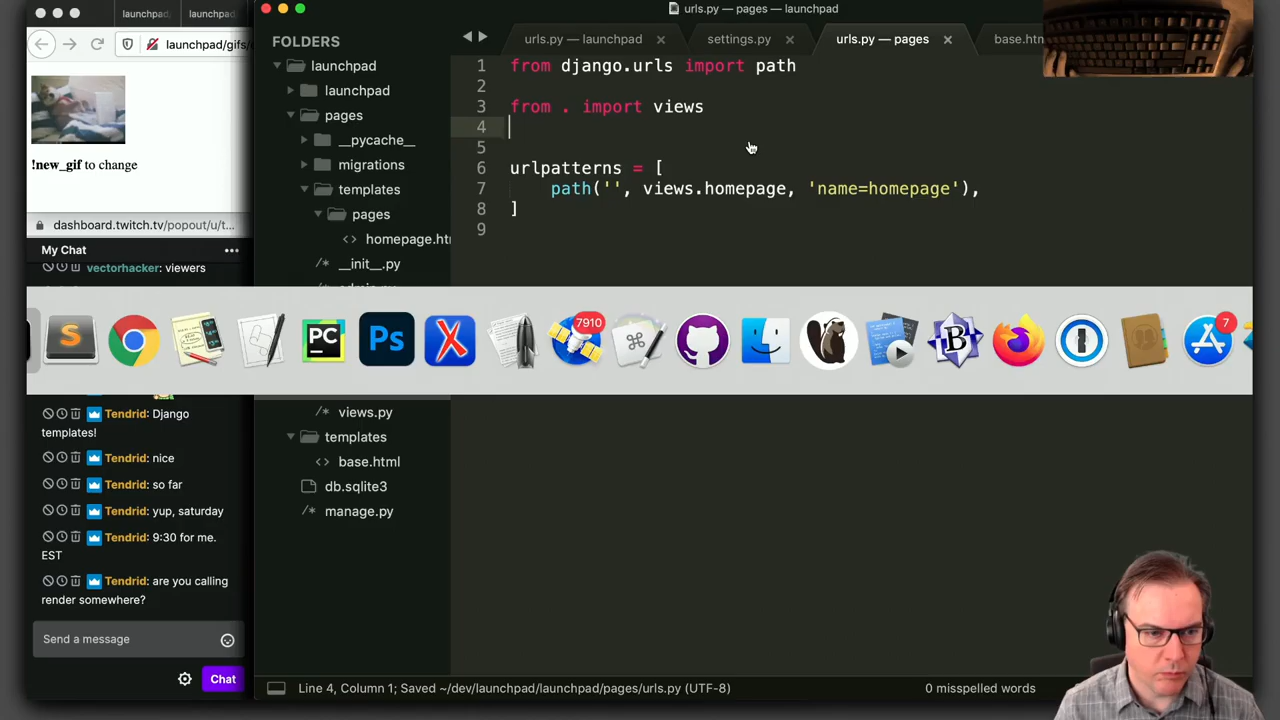 launchpad,
launchpad,
launchpad/gifs/
!new_gif to change
dashboard.twitch.tv/popout/u/t...
My Chat
vectorhacker: viewers
Tendrid: Django
templates!
Tendrid: nice
Tendrid: so far
Tendrid: yup, saturday
Tendrid: 9:30 for me.
EST
Tendrid: are you calling
render somewhere?
Send a message
Chat
urls.py — pages — launchpad
FOLDERS
launchpad
launchpad
pages
__pycache__
migrations
templates
pages
<> homepage.htm
/* __init__.py
/* views.py
templates
<> base.html
db.sqlite3
/* manage.py
urls.py — launchpad
settings.py
urls.py — pages
base.htm
1 from django.urls import path
2
3 from . import views
4
5
6 urlpatterns = [
7 path('', views.homepage, 'name=homepage'),
8 ]
9
S
PC
Ps
X
7910
B
7
Line 4, Column 1; Saved ~/dev/launchpad/launchpad/pages/urls.py (UTF-8)
0 misspelled words